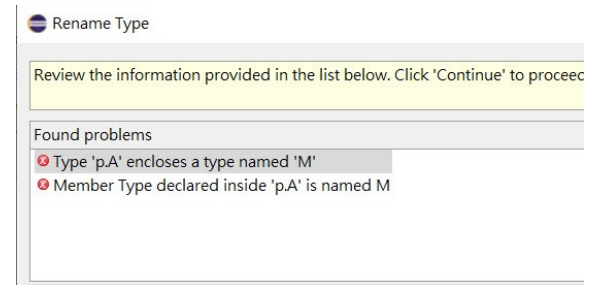 Rename Type
Review the information provided in the list below. Click 'Continue' to
Found problems
Type 'p.A' encloses a type named 'M'
Member Type declared inside 'p.A' is named M